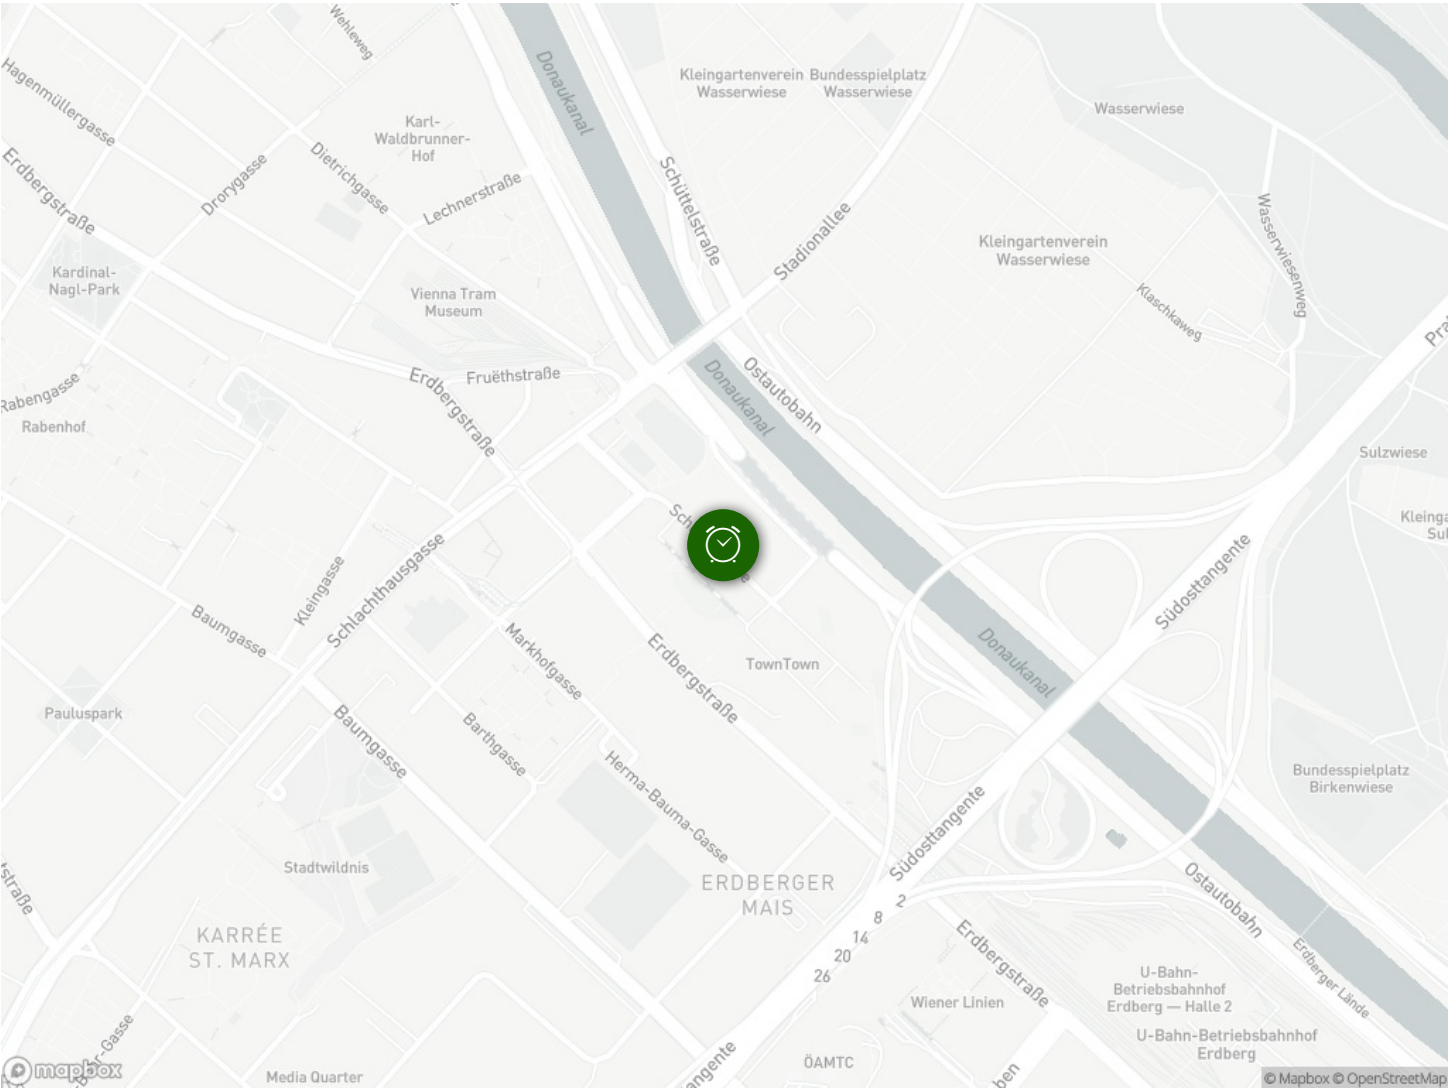 Wehleweg
Donaukanal
Kleingartenverein
Wasserwiese
Bundesspielplatz
Wasserwiese
Wasserwiese
Hagenmüllergasse
Karl-
Waldbrunner-
Hof
Dietrichgasse
Lechnerstraße
Drorygasse
Erdbergstraße
Schüttelstraße
Stadionallee
Wasserwiesenweg
Kleingartenverein
Wasserwiese
Klaschkaweg
Kardinal-
Nagl-Park
Vienna Tram
Museum
Erdbergstraße
Fruëthstraße
Donaukanal
Ostautobahn
Rabengasse
Rabenhof
Sulzwiese
Schlachthausgasse
Kleingasse
Baumgasse
Markhofgasse
Erdbergstraße
TownTown
Südosttangente
Donaukanal
Pauluspark
Baumgasse
Barthgasse
Herma-Bauma-Gasse
Bundesspielplatz
Birkenwiese
Südosttangente
Stadtwildnis
ERDBERGER
MAIS
2
8
14
20
26
Ostautobahn
KARRÉE
ST. MARX
Erdbergstraße
Erdberger Lände
U-Bahn-
Betriebsbahnhof
Erdberg — Halle 2
Wiener Linien
U-Bahn-Betriebsbahnhof
Erdberg
ÖAMTC
Media Quarter
mapbox
© Mapbox © OpenStreetMap